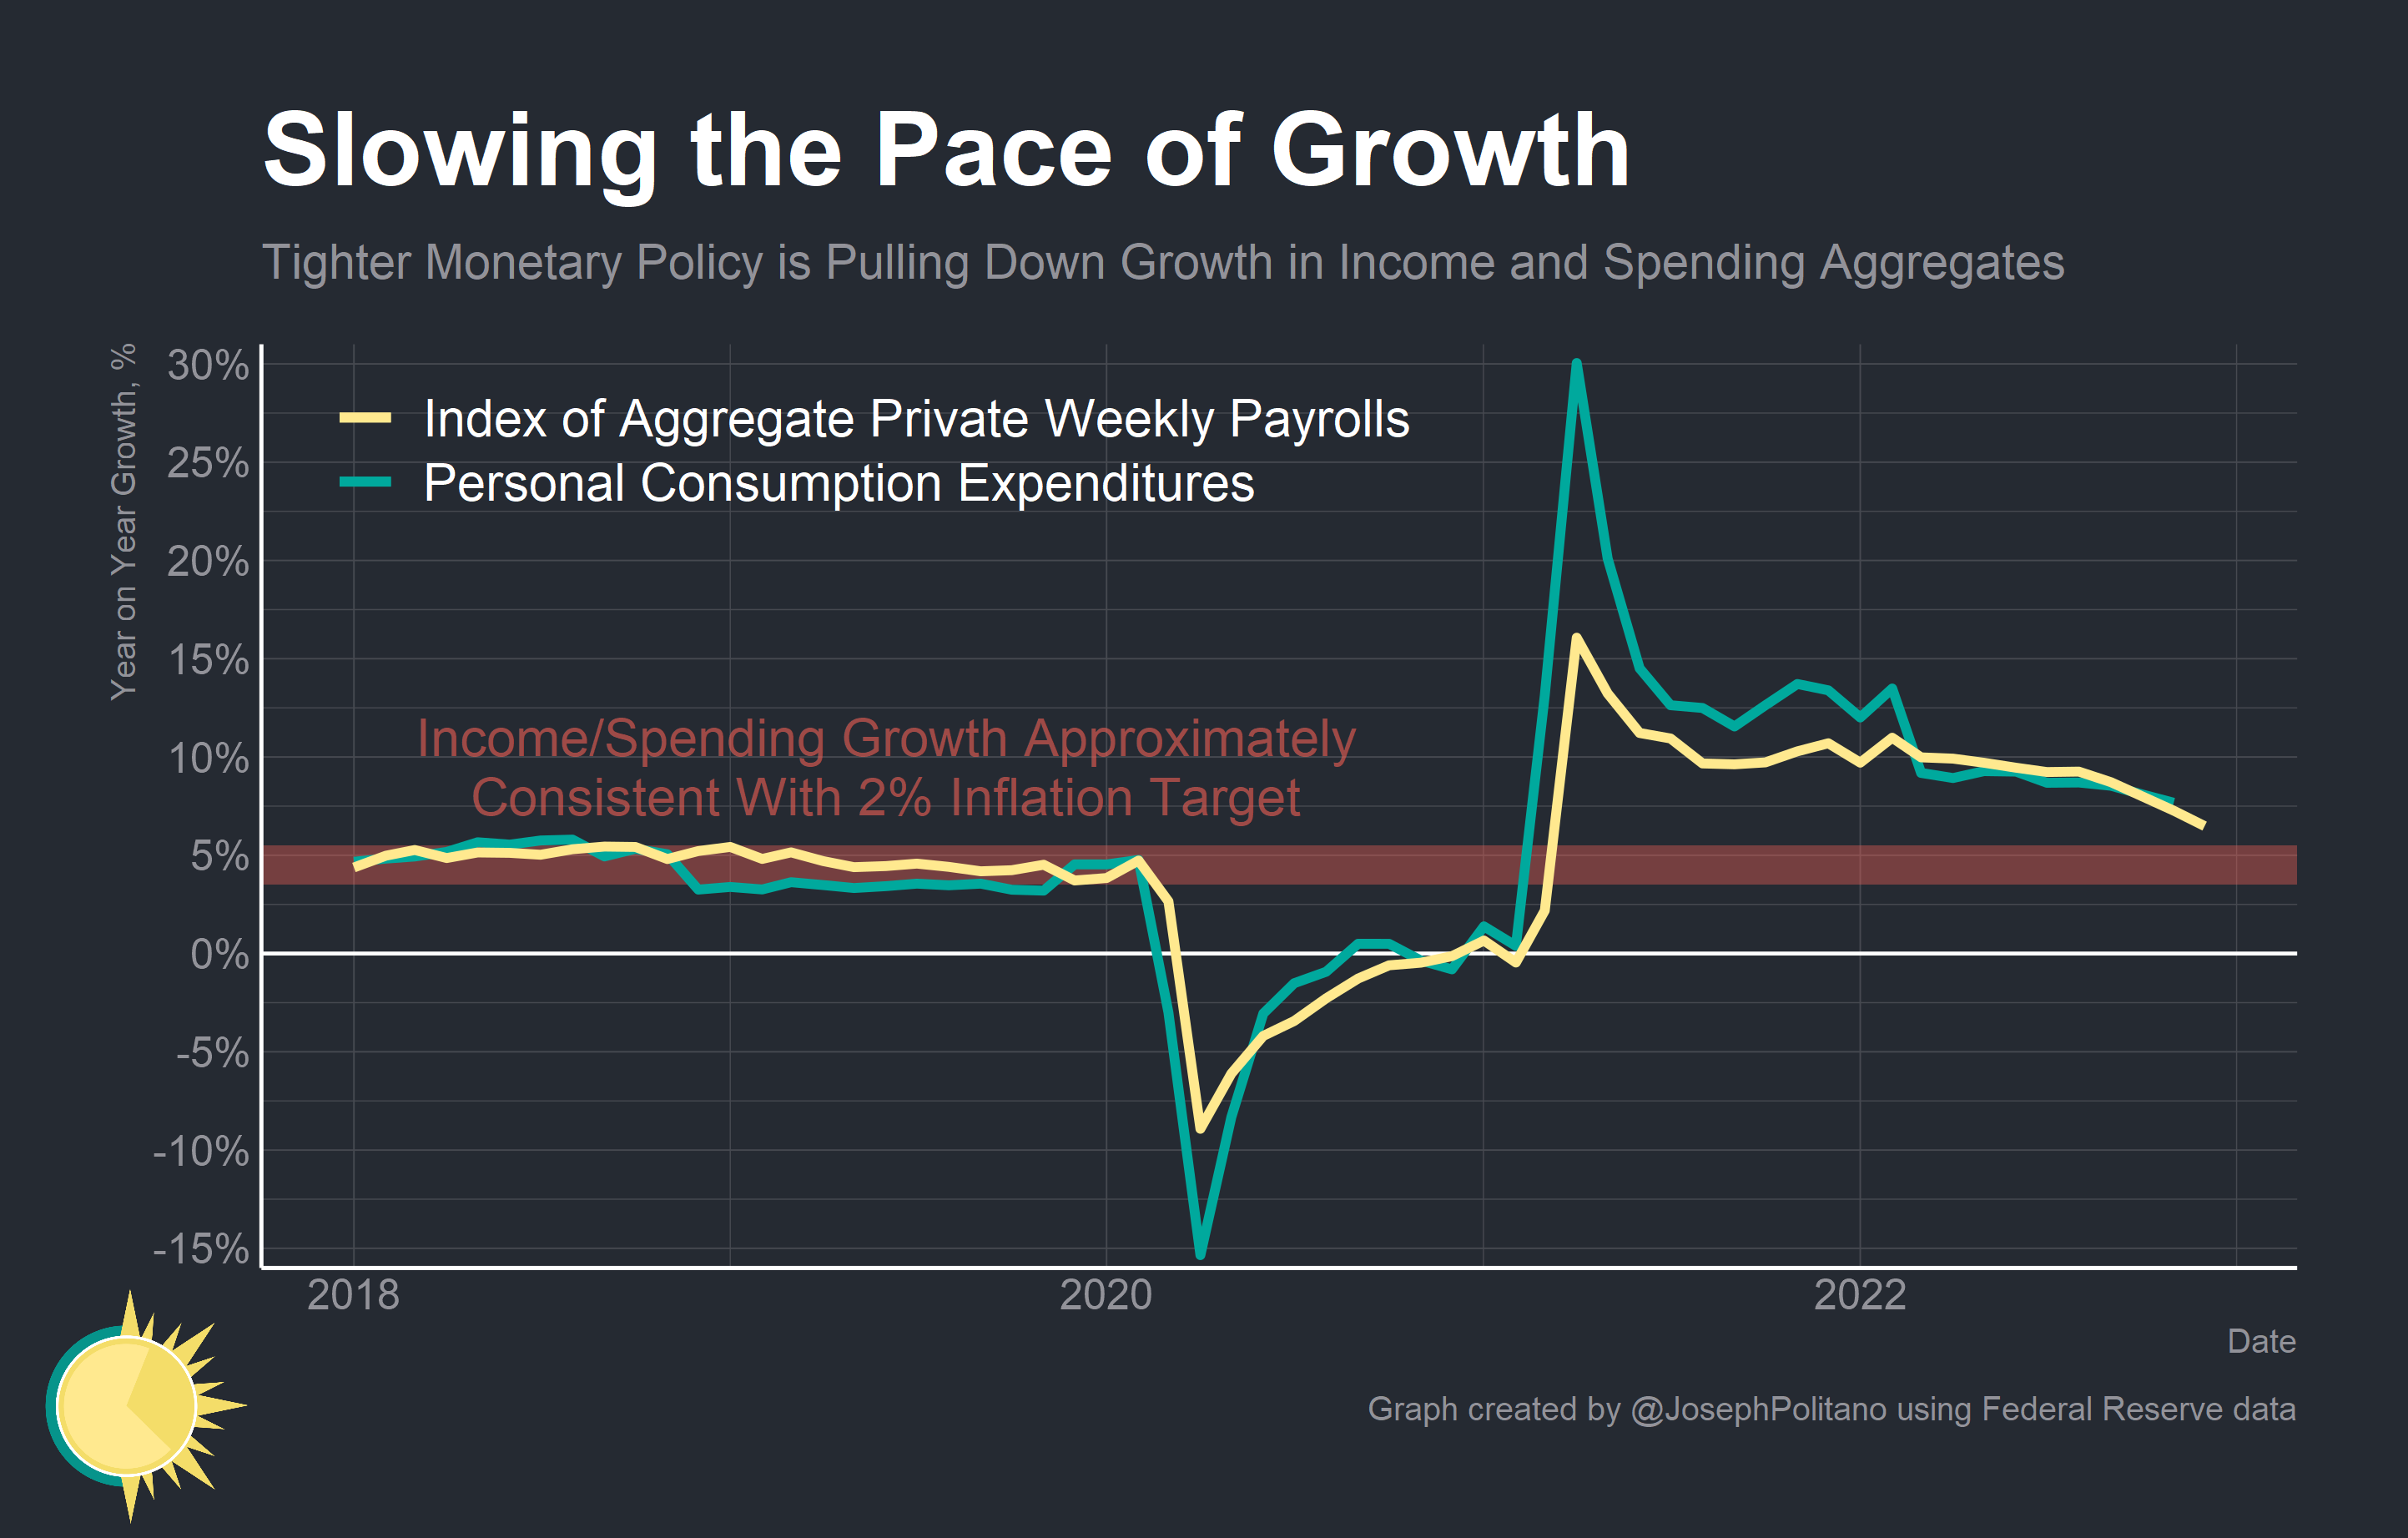 Slowing the Pace of Growth
Tighter Monetary Policy is Pulling Down Growth in Income and Spending Aggregates
Year on Year Growth, %
30%
25%
20%
15%
10%
5%
0%
-5%
-10%
-15%
Index of Aggregate Private Weekly Payrolls
Personal Consumption Expenditures
Income/Spending Growth Approximately
Consistent With 2% Inflation Target
2018
2020
2022
Date
Graph created by @JosephPolitano using Federal Reserve data